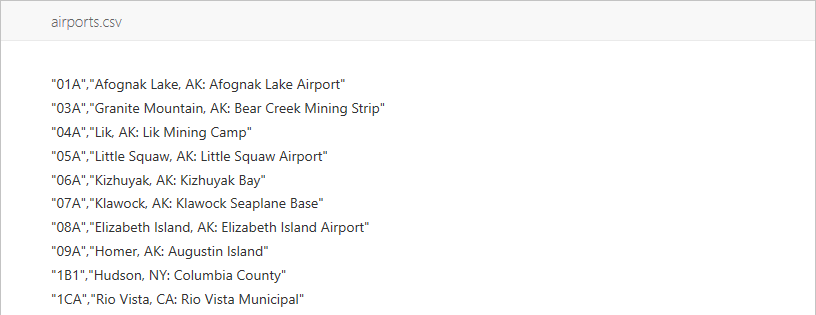 airports.csv
"01A","Afognak Lake, AK: Afognak Lake Airport"
"03A","Granite Mountain, AK: Bear Creek Mining Strip"
"04A","Lik, AK: Lik Mining Camp"
"05A","Little Squaw, AK: Little Squaw Airport"
"06A","Kizhuyak, AK: Kizhuyak Bay"
"07A","Klawock, AK: Klawock Seaplane Base"
"08A","Elizabeth Island, AK: Elizabeth Island Airport"
"09A","Homer, AK: Augustin Island"
"1B1","Hudson, NY: Columbia County"
"1CA","Rio Vista, CA: Rio Vista Municipal"